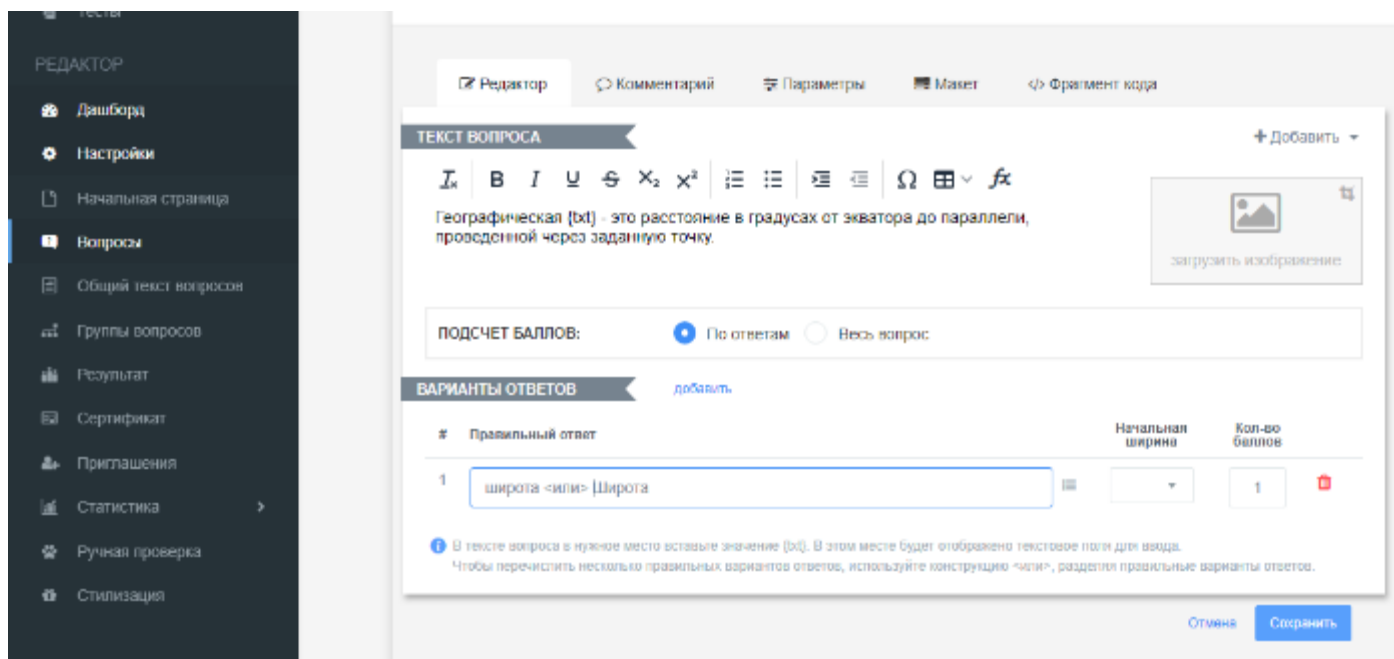 Тесты
РЕДАКТОР
Дашборд
Настройки
Начальная страница
Вопросы
Общий текст вопросов
Группы вопросов
Результат
Сертификат
Приглашения
Статистика
Ручная проверка
Стилизация
Редактор Комментарий Параметры Макет </> Фрагмент кода
ТЕКСТ ВОПРОСА
+ Добавить
B I U S X₂ x² Ω fx
Географическая {txt} - это расстояние в градусах от экватора до параллели,
проведенной через заданную точку.
загрузить изображение
ПОДСЧЕТ БАЛЛОВ: По ответам Весь вопрос
ВАРИАНТЫ ОТВЕТОВ добавить
# Правильный ответ Начальная ширина Кол-во баллов
1 широта <или> Широта 1
В тексте вопроса в нужное место вставьте значение {txt}. В этом месте будет отображено текстовое поле для ввода.
Чтобы перечислить несколько правильных вариантов ответов, используйте конструкцию <или>, разделяя правильные варианты ответов.
Отмена Сохранить